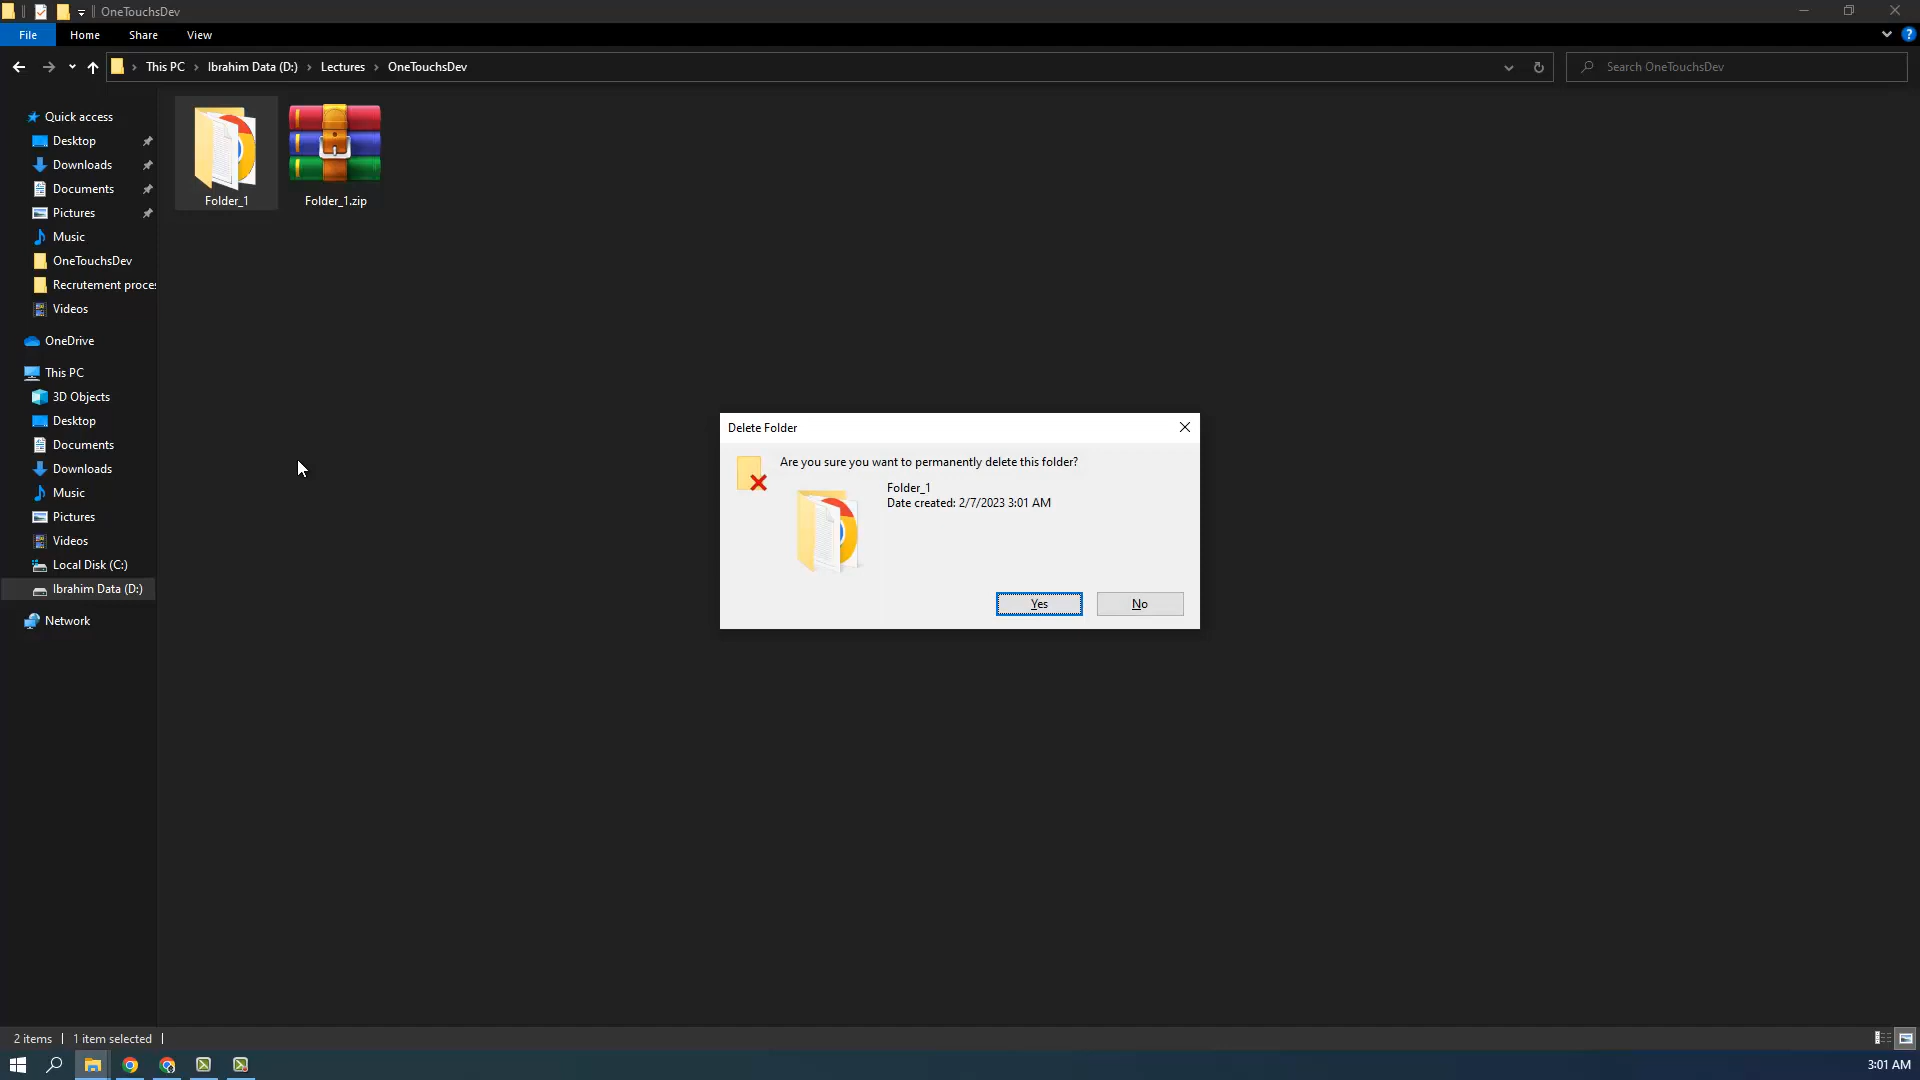 OneTouchsDev
File
Home
Share
View
This PC
Ibrahim Data (D:)
Lectures
OneTouchsDev
Search OneTouchsDev
Quick access
Desktop
Downloads
Documents
Pictures
Music
OneTouchsDev
Recrutement proces
Videos
OneDrive
This PC
3D Objects
Desktop
Documents
Downloads
Music
Pictures
Videos
Local Disk (C:)
Ibrahim Data (D:)
Network
Folder_1
Folder_1.zip
Delete Folder
Are you sure you want to permanently delete this folder?
Folder_1
Date created: 2/7/2023 3:01 AM
Yes
No
2 items
1 item selected
3:01 AM